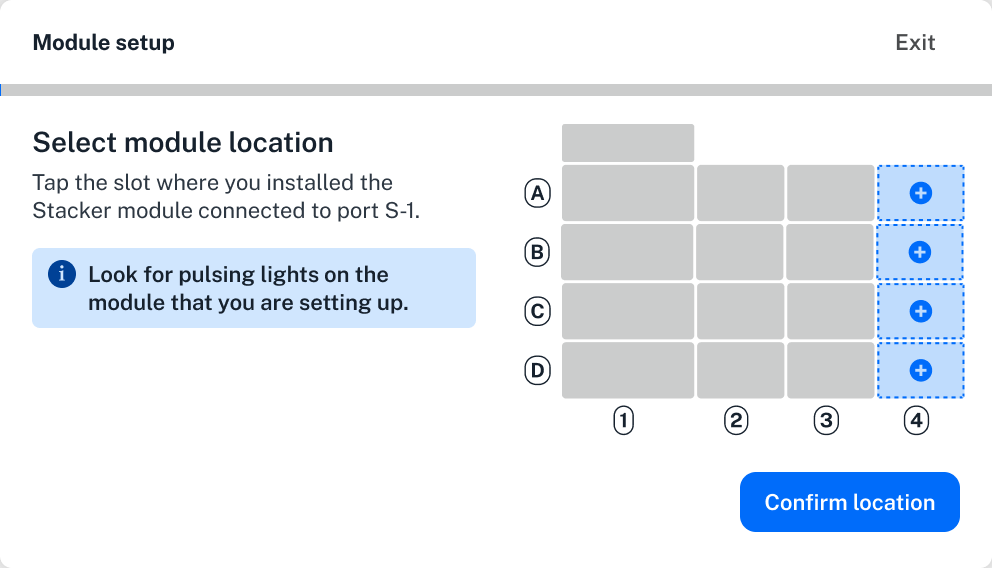 Module setup
Exit
Select module location
Tap the slot where you installed the
Stacker module connected to port S-1.
i
Look for pulsing lights on the
module that you are setting up.
A
B
C
D
1 2 3 4
Confirm location